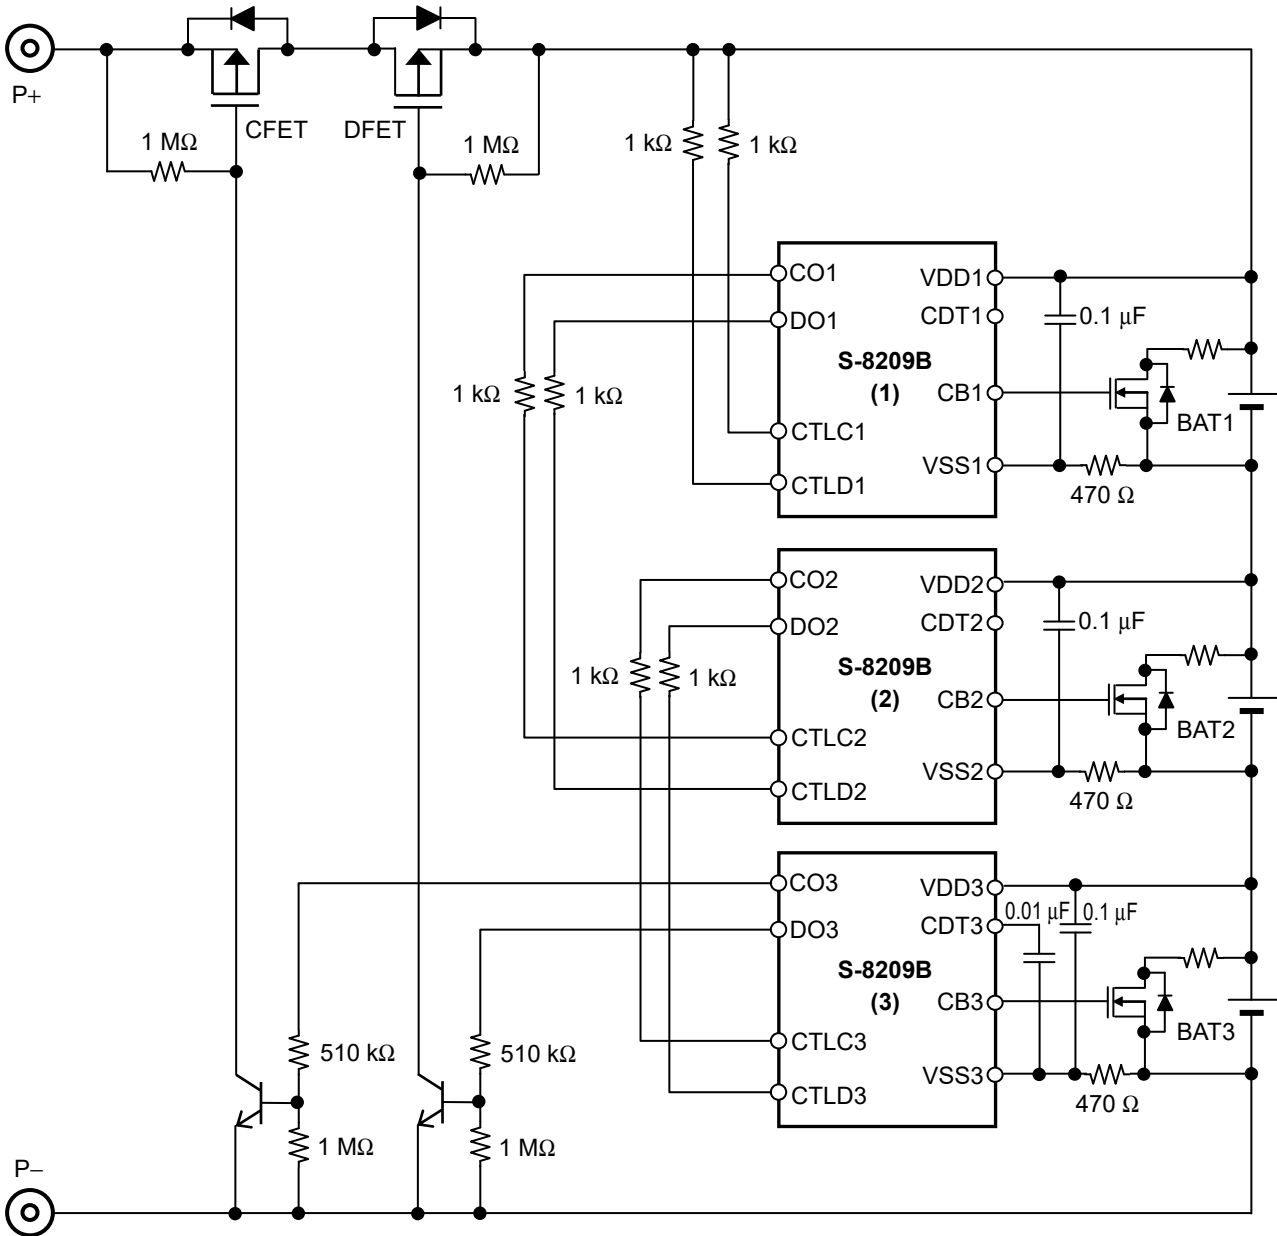 P+
CFET
DFET
1 MΩ
1 MΩ
1 kΩ
1 kΩ
CO1
VDD1
DO1
CDT1
0.1 μF
S-8209B
(1)
CB1
1 kΩ
1 kΩ
BAT1
CTLC1
VSS1
CTLD1
470 Ω
CO2
VDD2
DO2
CDT2
0.1 μF
S-8209B
(2)
1 kΩ
1 kΩ
CB2
BAT2
CTLC2
VSS2
CTLD2
470 Ω
CO3
VDD3
0.01 μF
0.1 μF
DO3
CDT3
S-8209B
(3)
CB3
BAT3
510 kΩ
510 kΩ
CTLC3
VSS3
CTLD3
470 Ω
1 MΩ
1 MΩ
P−